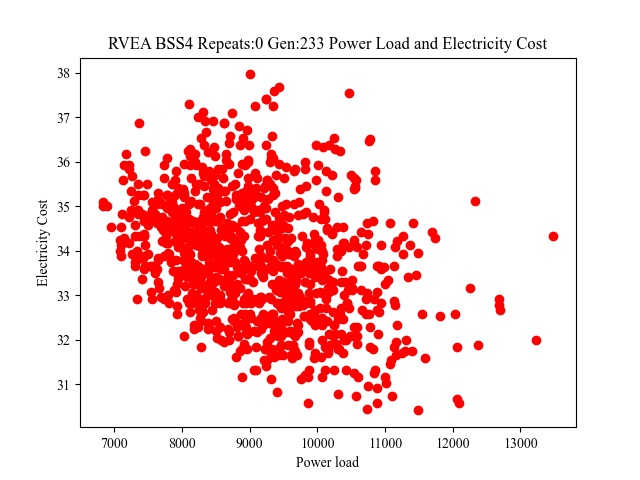 RVEA BSS4 Repeats:0 Gen:233 Power Load and Electricity Cost
38
37
36
35
34
33
32
31
Electricity Cost
7000 8000 9000 10000 11000 12000 13000
Power load